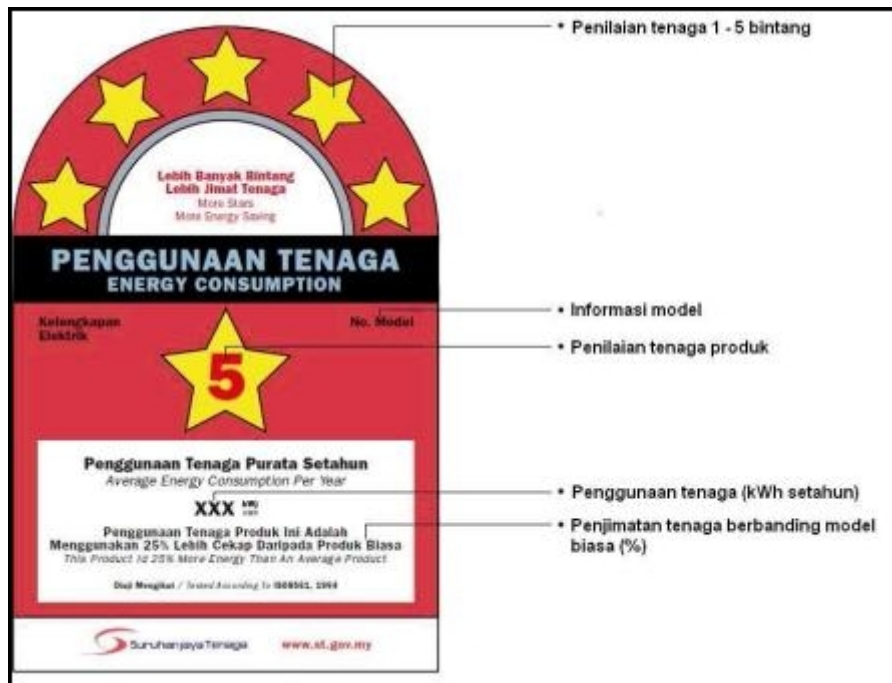 • Penilaian tenaga 1 - 5 bintang
Lebih Banyak Bintang
Lebih Jimat Tenaga
More Stars
More Energy Saving
PENGGUNAAN TENAGA
ENERGY CONSUMPTION
Kelengkapan
Elektrik
No. Model
• Informasi model
5
• Penilaian tenaga produk
Penggunaan Tenaga Purata Setahun
Average Energy Consumption Per Year
XXX
• Penggunaan tenaga (kWh setahun)
Penggunaan Tenaga Produk Ini Adalah
Menggunakan 25% Lebih Cekap Daripada Produk Biasa
This Product Id 25% More Energy Than An Average Product
• Penjimatan tenaga berbanding model
biasa (%)
Diuji Mengikut / Tested According To
Suruhanjaya Tenaga
www.st.gov.my